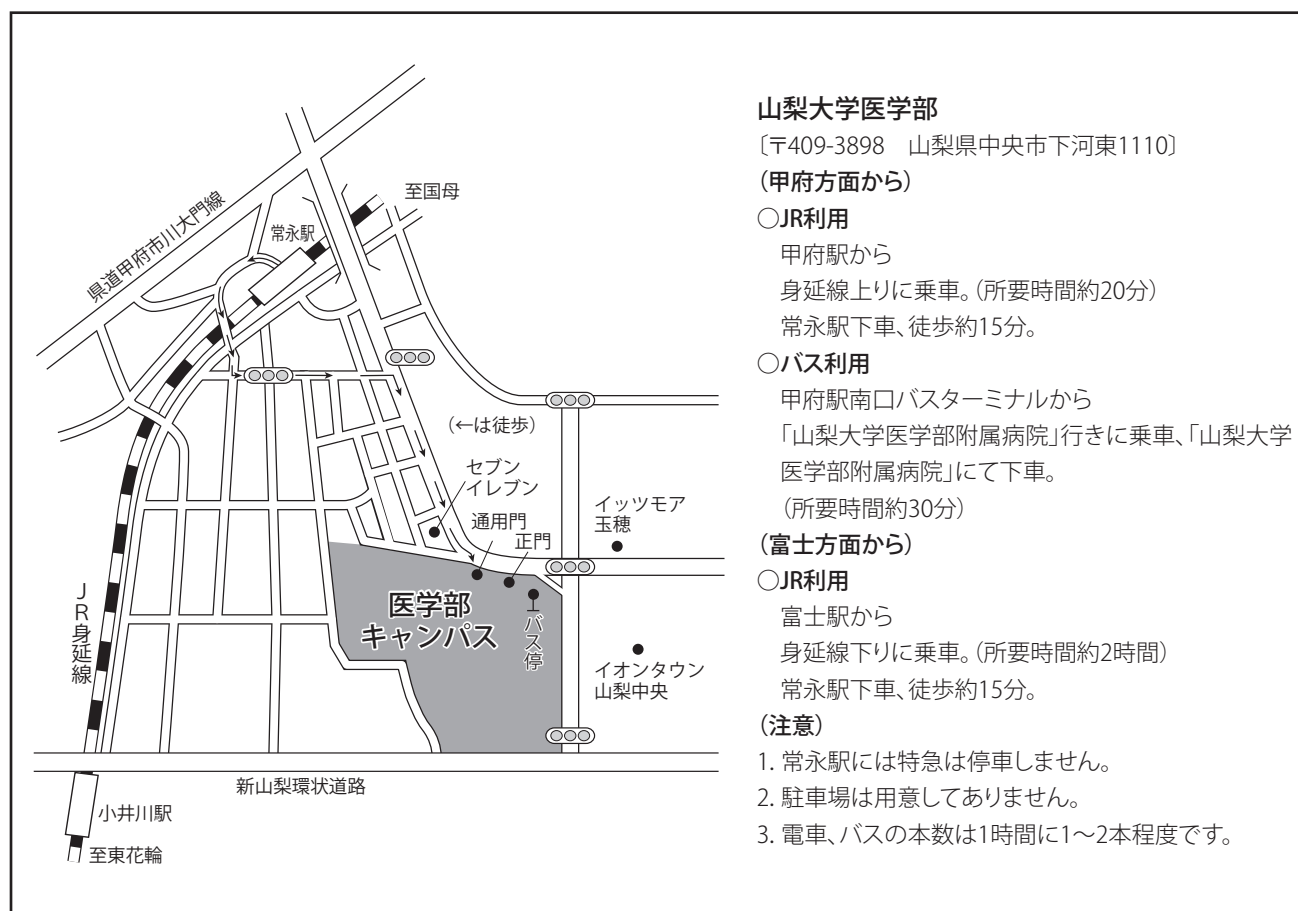 県道甲府市川大門線
至国母
常永駅
(←は徒歩)
セブン
イレブン
通用門
正門
イッツモア
玉穂
医学部
キャンパス
バス停
イオンタウン
山梨中央
JR身延線
新山梨環状道路
小井川駅
至東花輪
山梨大学医学部
〔〒409-3898　山梨県中央市下河東1110〕
(甲府方面から)
○JR利用
甲府駅から
身延線上りに乗車。(所要時間約20分)
常永駅下車、徒歩約15分。
○バス利用
甲府駅南口バスターミナルから
「山梨大学医学部附属病院」行きに乗車、「山梨大学
医学部附属病院」にて下車。
(所要時間約30分)
(富士方面から)
○JR利用
富士駅から
身延線下りに乗車。(所要時間約2時間)
常永駅下車、徒歩約15分。
(注意)
1. 常永駅には特急は停車しません。
2. 駐車場は用意してありません。
3. 電車、バスの本数は1時間に1〜2本程度です。